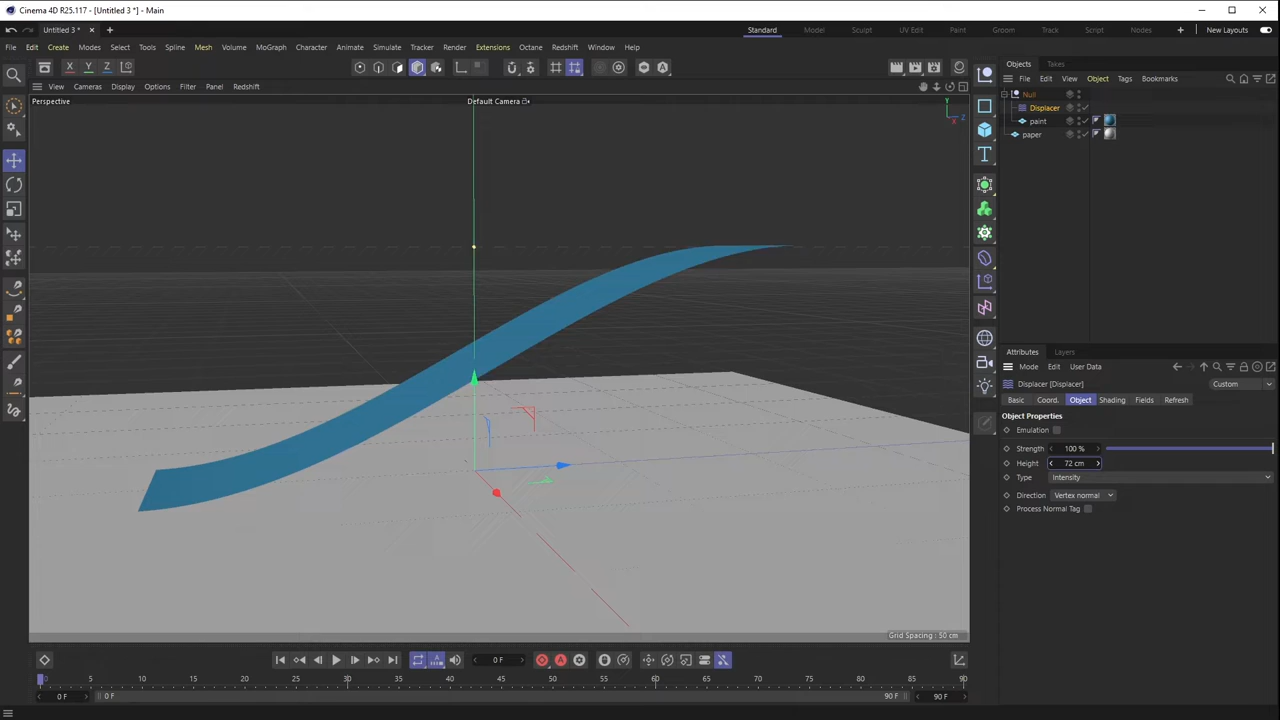 Cinema 4D R25.117 - [Untitled 3 *] - Main
Untitled 3 *
Standard Model Sculpt UV Edit Paint Groom Track Script Nodes New Layouts
File Edit Create Modes Select Tools Spline Mesh Volume MoGraph Character Animate Simulate Tracker Render Extensions Octane Redshift Window Help
X Y Z
View Cameras Display Options Filter Panel Redshift
Perspective
Default Camera
Y
X Z
Grid Spacing : 50 cm
Objects Takes
File Edit View Object Tags Bookmarks
Null
Displacer
paint
paper
Attributes Layers
Mode Edit User Data
Displacer [Displacer] Custom
Basic Coord. Object Shading Fields Refresh
Object Properties
Emulation
Strength 100 %
Height 72 cm
Type Intensity
Direction Vertex normal
Process Normal Tag
0 F
0 5 10 15 20 25 30 35 40 45 50 55 60 65 70 75 80 85 90
0 F 0 F 90 F 90 F